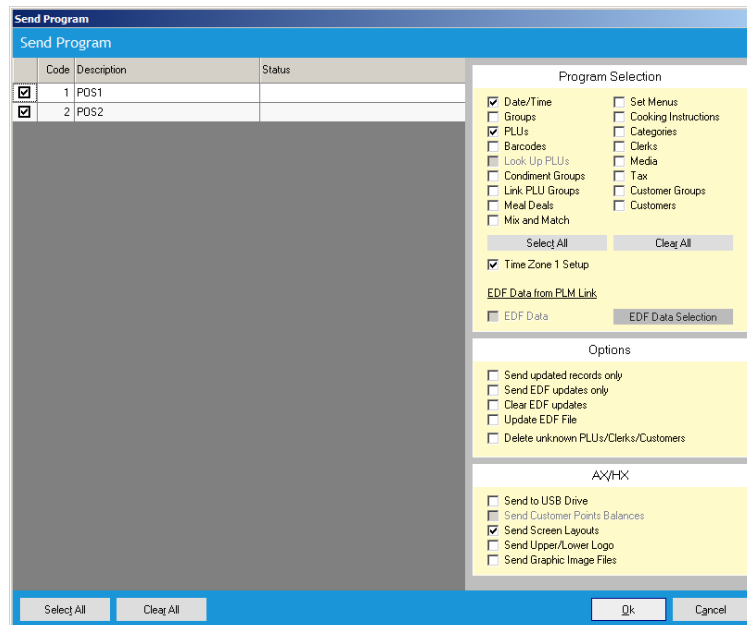 Send Program
Send Program
Code Description Status
1 POS1
2 POS2
Program Selection
Date/Time Set Menus
Groups Cooking Instructions
PLUs Categories
Barcodes Clerks
Look Up PLUs Media
Condiment Groups Tax
Link PLU Groups Customer Groups
Meal Deals Customers
Mix and Match
Select All Clear All
Time Zone 1 Setup
EDF Data from PLM Link
EDF Data EDF Data Selection
Options
Send updated records only
Send EDF updates only
Clear EDF updates
Update EDF File
Delete unknown PLUs/Clerks/Customers
AX/HX
Send to USB Drive
Send Customer Points Balances
Send Screen Layouts
Send Upper/Lower Logo
Send Graphic Image Files
Select All Clear All Ok Cancel